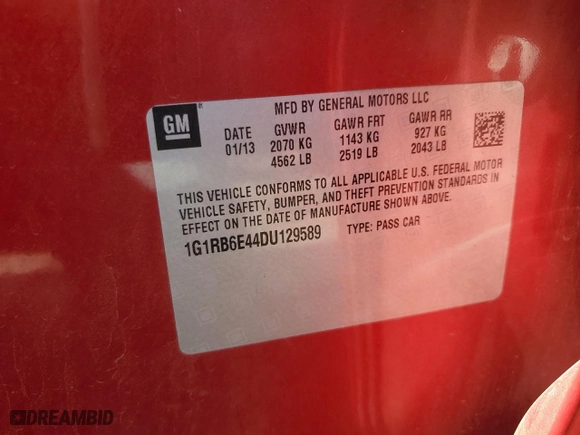 MFD BY GENERAL MOTORS LLC
GM
DATE GVWR GAWR FRT GAWR RR
01/13 2070 KG 1143 KG 927 KG
4562 LB 2519 LB 2043 LB
THIS VEHICLE CONFORMS TO ALL APPLICABLE U.S. FEDERAL MOTOR
VEHICLE SAFETY, BUMPER, AND THEFT PREVENTION STANDARDS IN
EFFECT ON THE DATE OF MANUFACTURE SHOWN ABOVE.
1G1RB6E44DU129589 TYPE: PASS CAR
DREAMBID